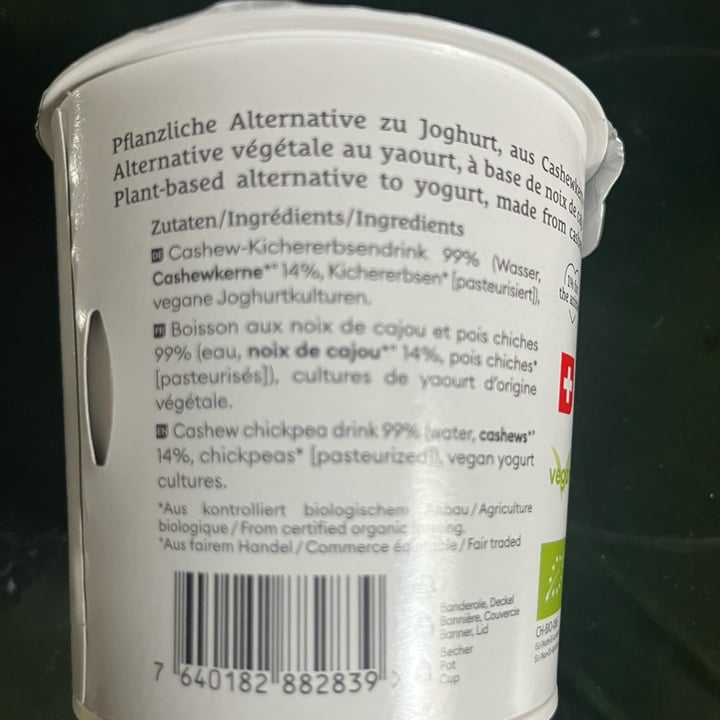 Pflanzliche Alternative zu Joghurt, aus
Alternative végétale au yaourt, à base de noix de
Plant-based alternative to yogurt, made from
Zutaten/Ingrédients/Ingredients
DE Cashew-Kichererbsendrink 99% (Wasser,
Cashewkerne*° 14%, Kichererbsen* [pasteurisiert]),
vegane Joghurtkulturen.
FR Boisson aux noix de cajou et pois chiches
99% (eau, noix de cajou*° 14%, pois chiches*
[pasteurisés]), cultures de yaourt d'origine
végétale.
EN Cashew chickpea drink 99% (water, cashews*°
14%, chickpeas* [pasteurized]), vegan yogurt
cultures.
*Aus kontrolliert biologischem Anbau/Agriculture
biologique/From certified organic farming.
°Aus fairem Handel/Commerce équitable/Fair traded
Banderole, Deckel
Bannière, Couvercle
Banner, Lid
Becher
Pot
Cup
7 640182 882839 >